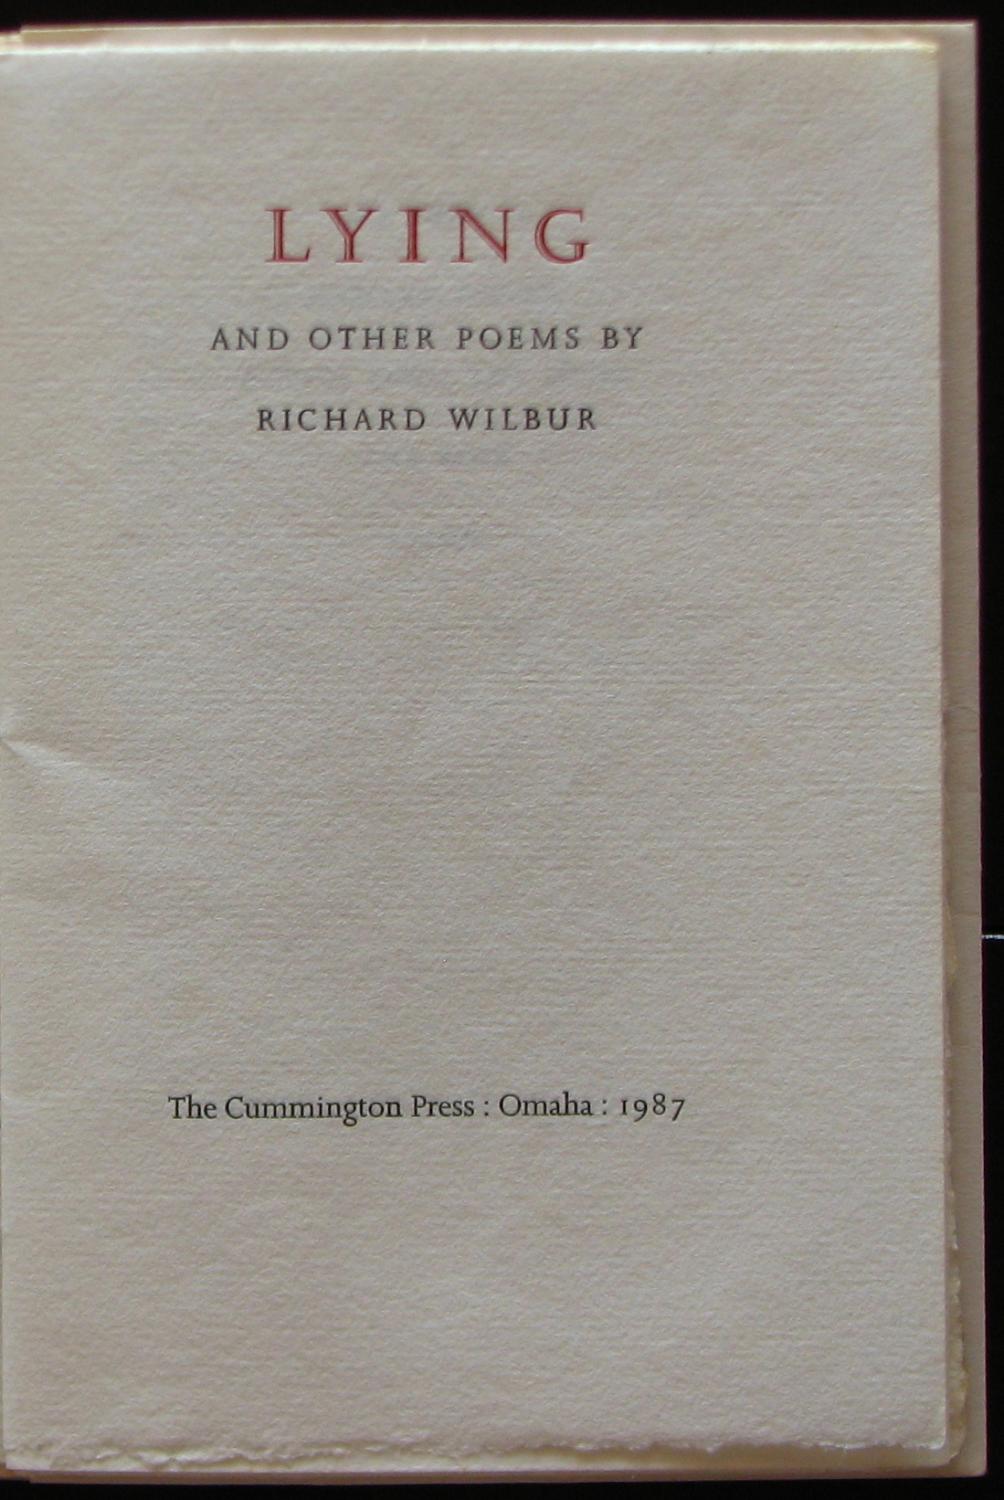 LYING
AND OTHER POEMS BY
RICHARD WILBUR
The Cummington Press : Omaha : 1987